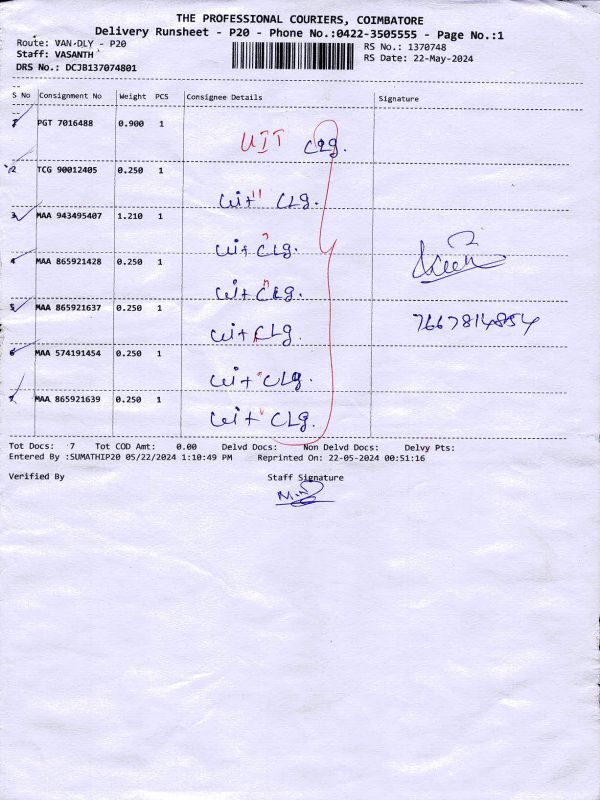 THE PROFESSIONAL COURIERS, COIMBATORE
Delivery Runsheet - P20 - Phone No.:0422-3505555 - Page No.:1
Route: VAN-DLY - P20
Staff: VASANTH
DRS No.: DCJB137074801
RS No.: 1370748
RS Date: 22-May-2024
S No Consignment No Weight PCS Consignee Details Signature
1 PGT 7016488 0.900 1 UIT CLg.
2 TCG 90012405 0.250 1 Uit " CLg.
3 MAA 943495407 1.210 1 Uit CLg.
4 MAA 865921428 0.250 1 Uit " CLg.
5 MAA 865921637 0.250 1 Uit CLg.
6 MAA 574191454 0.250 1 Uit " CLg.
7 MAA 865921639 0.250 1 Uit " CLg.
7667814854
Tot Docs: 7 Tot COD Amt: 0.00 Delvd Docs: Non Delvd Docs: Delvy Pts:
Entered By :SUMATHIP20 05/22/2024 1:10:49 PM Reprinted On: 22-05-2024 00:51:16
Verified By Staff Signature